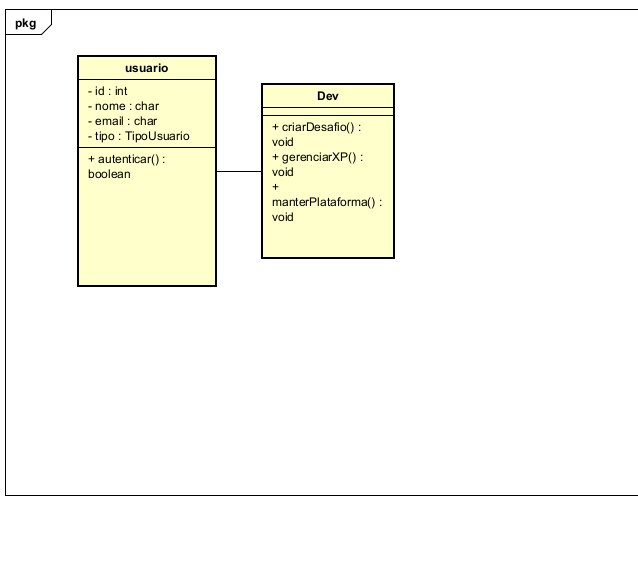 pkg
usuario
- id : int
- nome : char
- email : char
- tipo : TipoUsuario
+ autenticar() :
boolean
Dev
+ criarDesafio() :
void
+ gerenciarXP() :
void
+
manterPlataforma() :
void